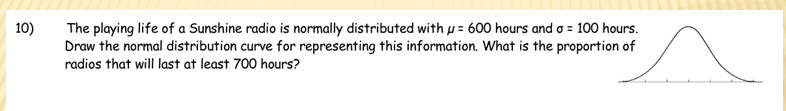 10) The playing life of a Sunshine radio is normally distributed with μ = 600 hours and σ = 100 hours.
Draw the normal distribution curve for representing this information. What is the proportion of
radios that will last at least 700 hours?